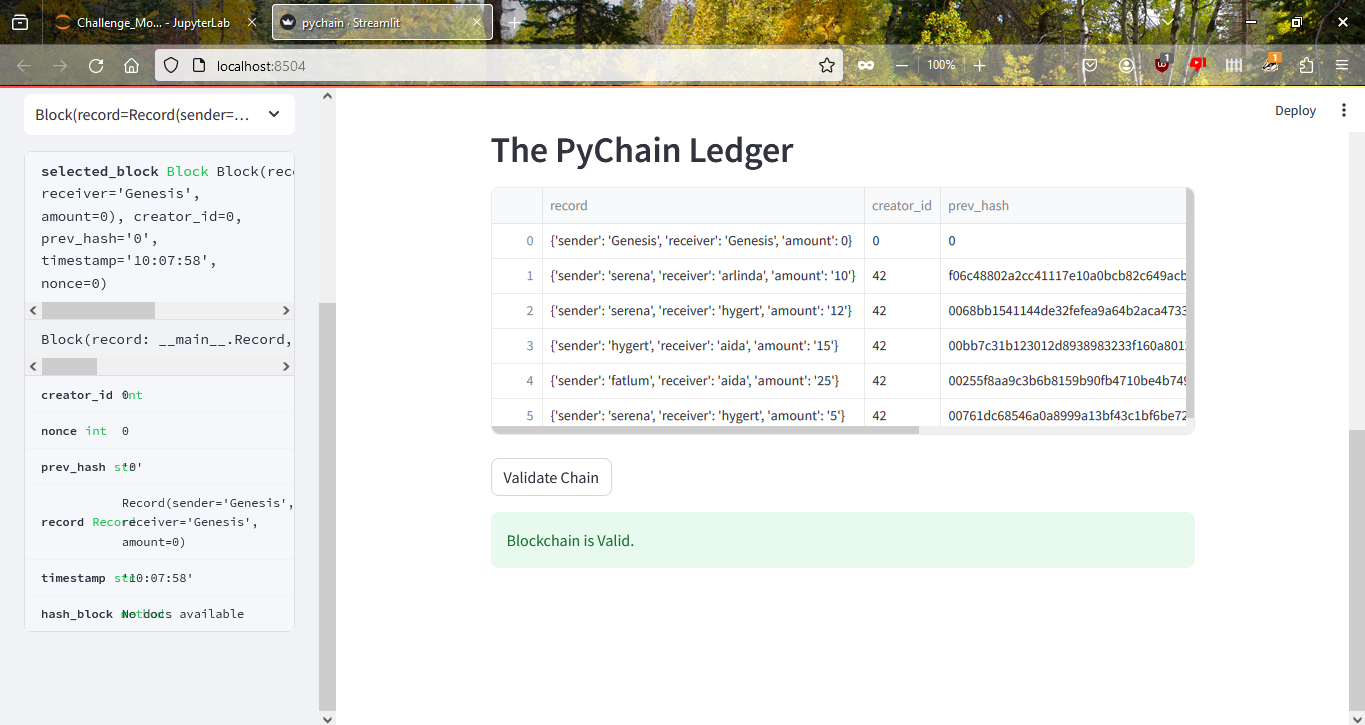 Challenge_Mo... - JupyterLab
pychain · Streamlit
localhost:8504
100%
1
1
Block(record=Record(sender=...
selected_block Block Block(rec
receiver='Genesis',
amount=0), creator_id=0,
prev_hash='0',
timestamp='10:07:58',
nonce=0)
Block(record: __main__.Record,
creator_id int 0
nonce int 0
prev_hash str '0'
record Record Record(sender='Genesis',
receiver='Genesis',
amount=0)
timestamp str '10:07:58'
hash_block method No docs available
Deploy
The PyChain Ledger
record creator_id prev_hash
0 {'sender': 'Genesis', 'receiver': 'Genesis', 'amount': 0} 0 0
1 {'sender': 'serena', 'receiver': 'arlinda', 'amount': '10'} 42 f06c48802a2cc41117e10a0bcb82c649acb
2 {'sender': 'serena', 'receiver': 'hygert', 'amount': '12'} 42 0068bb1541144de32fefea9a64b2aca4733
3 {'sender': 'hygert', 'receiver': 'aida', 'amount': '15'} 42 00bb7c31b123012d8938983233f160a801
4 {'sender': 'fatlum', 'receiver': 'aida', 'amount': '25'} 42 00255f8aa9c3b6b8159b90fb4710be4b749
5 {'sender': 'serena', 'receiver': 'hygert', 'amount': '5'} 42 00761dc68546a0a8999a13bf43c1bf6be72
Validate Chain
Blockchain is Valid.